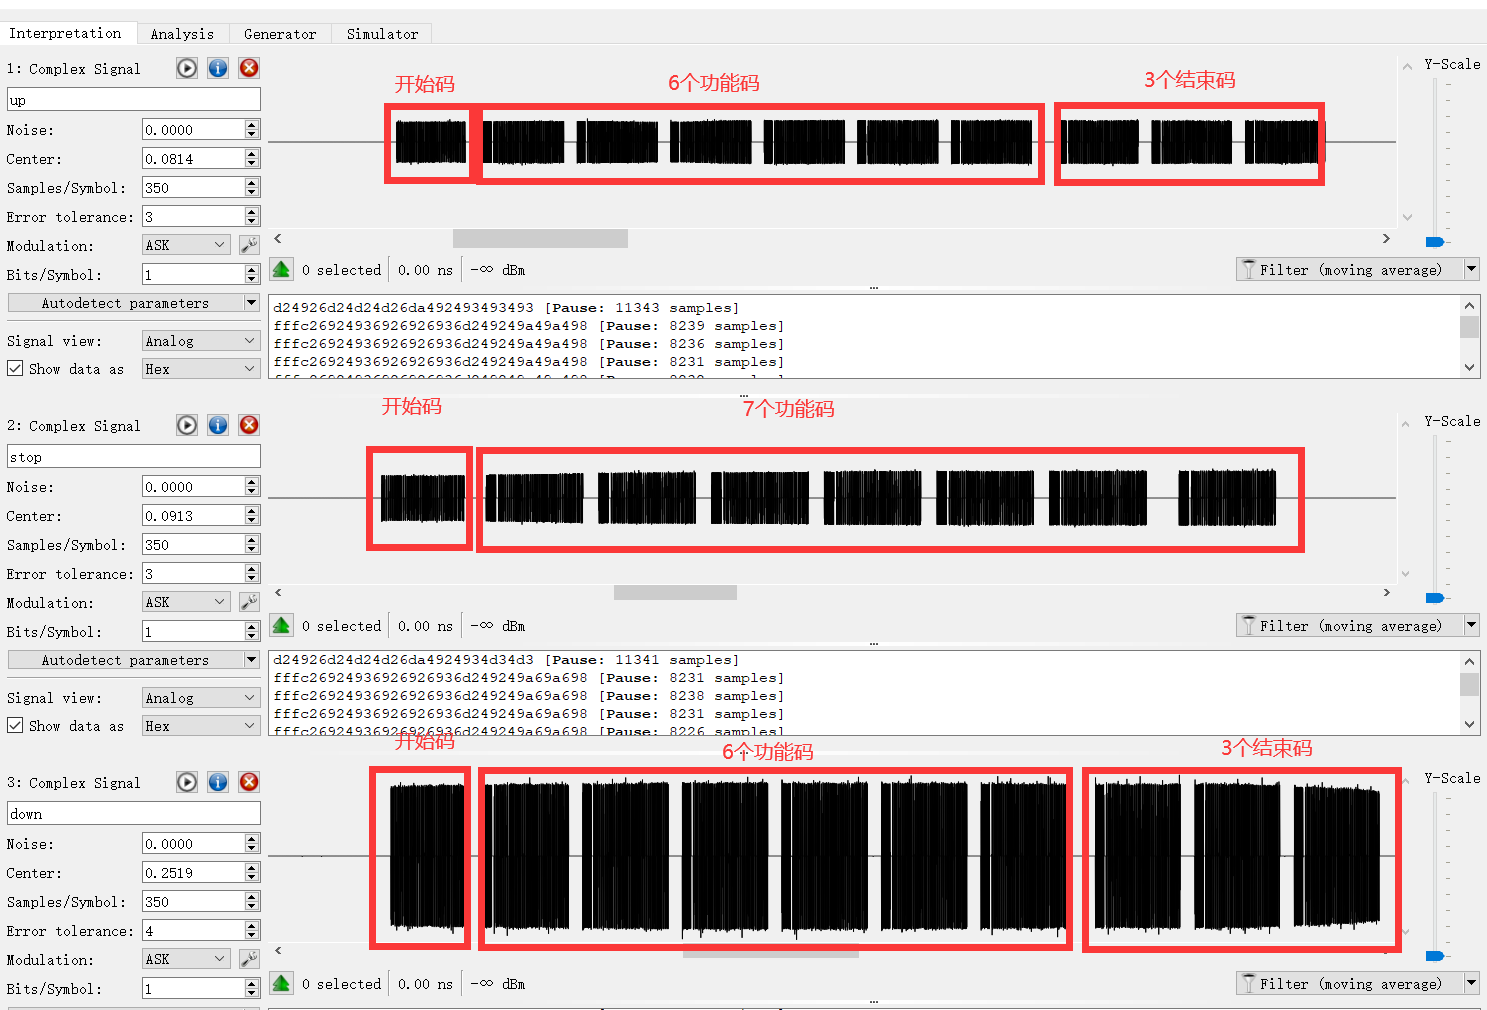 Interpretation Analysis Generator Simulator
1: Complex Signal
up
Noise: 0.0000
Center: 0.0814
Samples/Symbol: 350
Error tolerance: 3
Modulation: ASK
Bits/Symbol: 1
Autodetect parameters
Signal view: Analog
Show data as Hex
开始码
6个功能码
3个结束码
Y-Scale
0 selected 0.00 ns -∞ dBm
Filter (moving average)
d24926d24d24d26da492493493493 [Pause: 11343 samples]
fffc26924936926926936d249249a49a498 [Pause: 8239 samples]
fffc26924936926926936d249249a49a498 [Pause: 8236 samples]
fffc26924936926926936d249249a49a498 [Pause: 8231 samples]
2: Complex Signal
stop
Noise: 0.0000
Center: 0.0913
Samples/Symbol: 350
Error tolerance: 3
Modulation: ASK
Bits/Symbol: 1
Autodetect parameters
Signal view: Analog
Show data as Hex
开始码
7个功能码
Y-Scale
0 selected 0.00 ns -∞ dBm
Filter (moving average)
d24926d24d24d26da4924934d34d3 [Pause: 11341 samples]
fffc26924936926926936d249249a69a698 [Pause: 8231 samples]
fffc26924936926926936d249249a69a698 [Pause: 8238 samples]
fffc26924936926926936d249249a69a698 [Pause: 8231 samples]
fffc26924936926926936d249249a69a698 [Pause: 8226 samples]
3: Complex Signal
down
Noise: 0.0000
Center: 0.2519
Samples/Symbol: 350
Error tolerance: 4
Modulation: ASK
Bits/Symbol: 1
开始码
6个功能码
3个结束码
Y-Scale
0 selected 0.00 ns -∞ dBm
Filter (moving average)